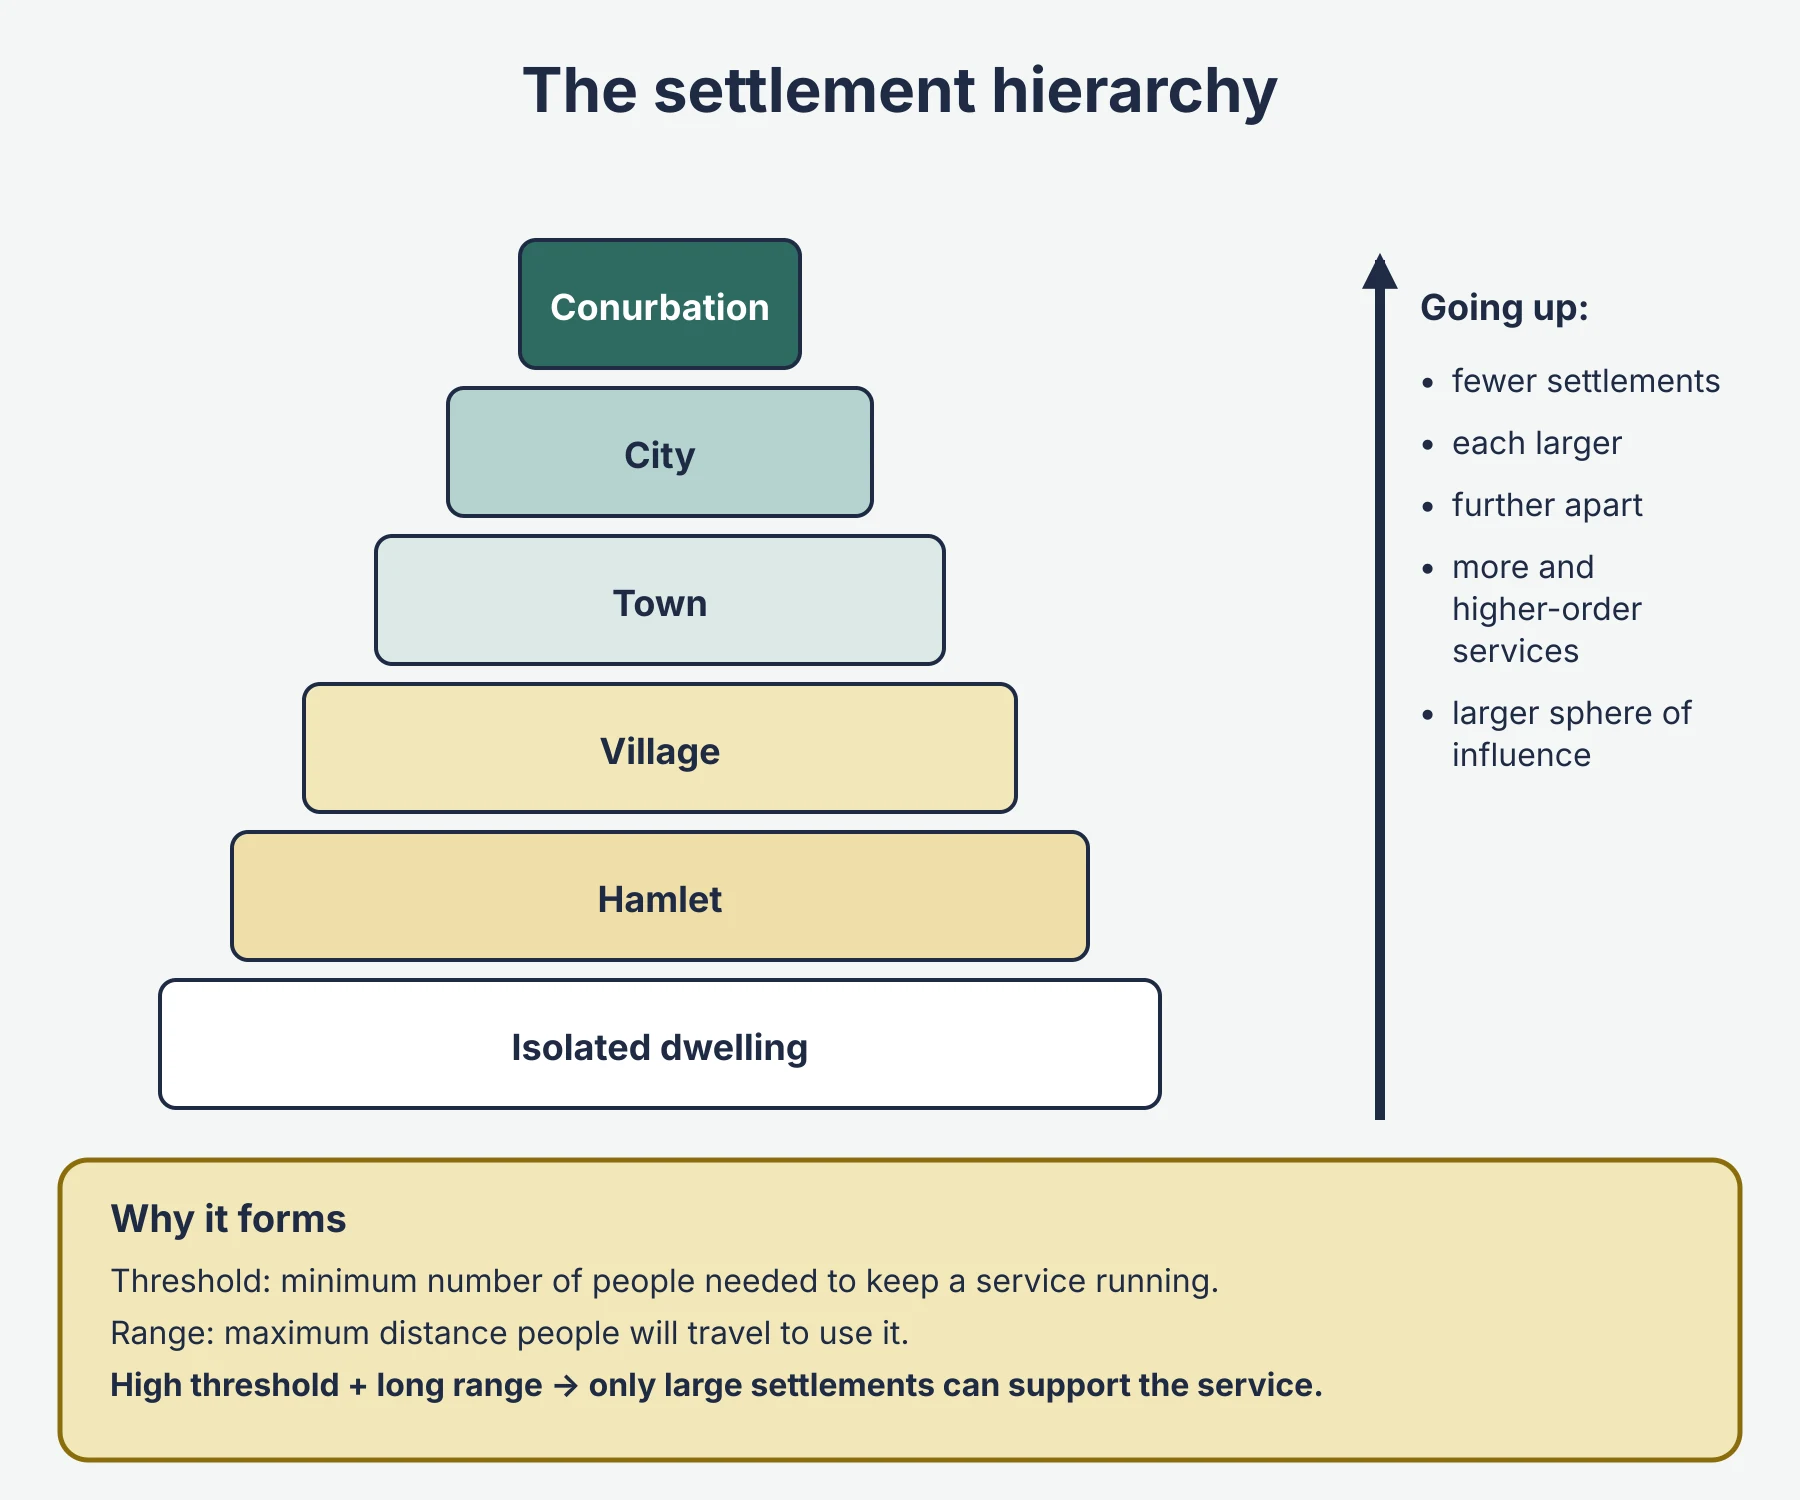 The settlement hierarchy
Conurbation
City
Town
Village
Hamlet
Isolated dwelling
Going up:
• fewer settlements
• each larger
• further apart
• more and
higher-order
services
• larger sphere of
influence
Why it forms
Threshold: minimum number of people needed to keep a service running.
Range: maximum distance people will travel to use it.
High threshold + long range → only large settlements can support the service.